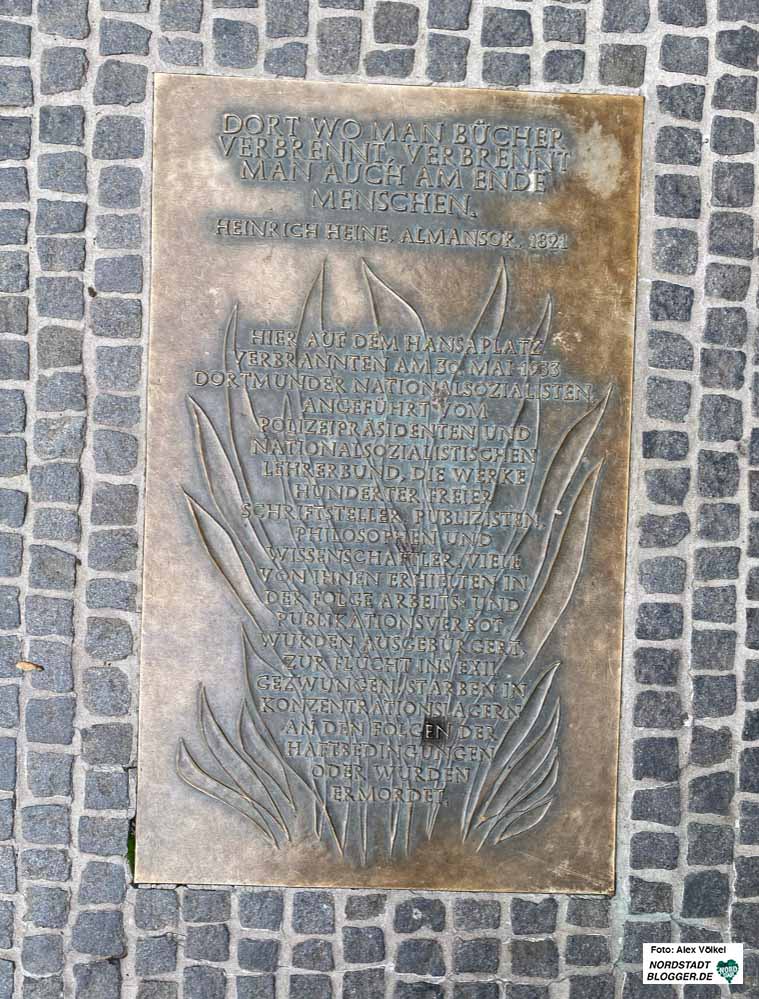 DORT WO MAN BÜCHER
VERBRENNT, VERBRENNT
MAN AUCH AM ENDE
MENSCHEN.
HEINRICH HEINE, ALMANSOR, 1821
HIER AUF DEM HANSAPLATZ
VERBRANNTEN AM 30. MAI 1933
DORTMUNDER NATIONALSOZIALISTEN,
ANGEFÜHRT VOM
POLIZEIPRÄSIDENTEN UND
NATIONALSOZIALISTISCHEN
LEHRERBUND, DIE WERKE
HUNDERTER FREIER
SCHRIFTSTELLER, PUBLIZISTEN,
PHILOSOPHEN UND
WISSENSCHAFTLER. VIELE
VON IHNEN ERHIELTEN IN
DER FOLGE ARBEITS- UND
PUBLIKATIONSVERBOT
WURDEN AUSGEBÜRGERT,
ZUR FLUCHT INS EXIL
GEZWUNGEN, STARBEN IN
KONZENTRATIONSLAGERN
AN DEN FOLGEN DER
HAFTBEDINGUNGEN
ODER WURDEN
ERMORDET.
Foto: Alex Völkel
NORDSTADT
BLOGGER.DE